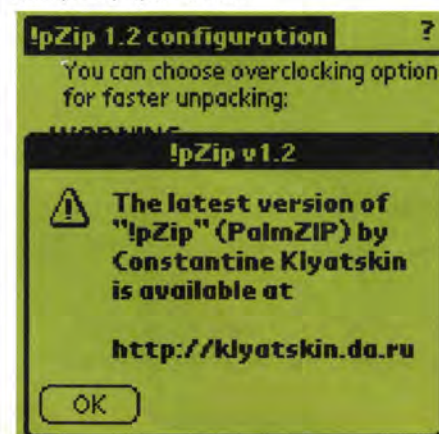 !pZip 1.2 configuration ?
You can choose overclocking option
for faster unpacking:
!pZip v1.2
The latest version of
"!pZip" (PalmZIP) by
Constantine Klyatskin
is available at
http://klyatskin.da.ru
OK